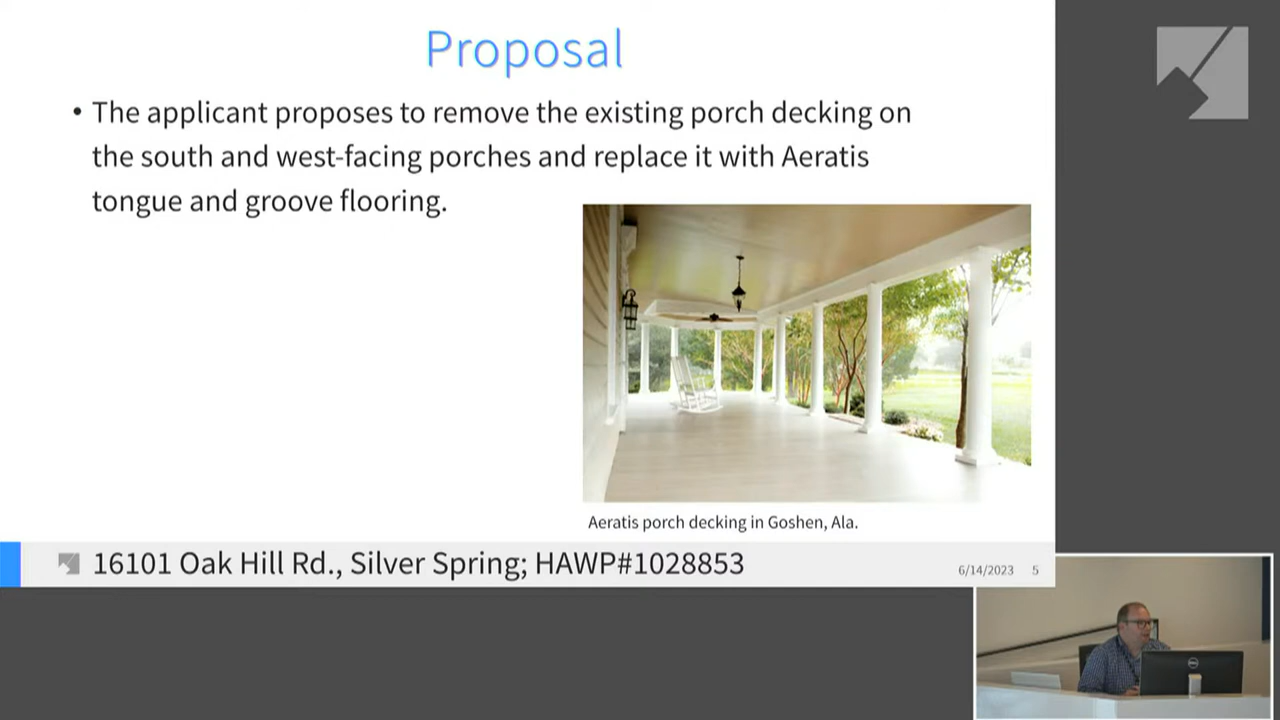 Proposal
• The applicant proposes to remove the existing porch decking on
the south and west-facing porches and replace it with Aeratis
tongue and groove flooring.
Aeratis porch decking in Goshen, Ala.
16101 Oak Hill Rd., Silver Spring; HAWP#1028853
6/14/2023 5
DELL